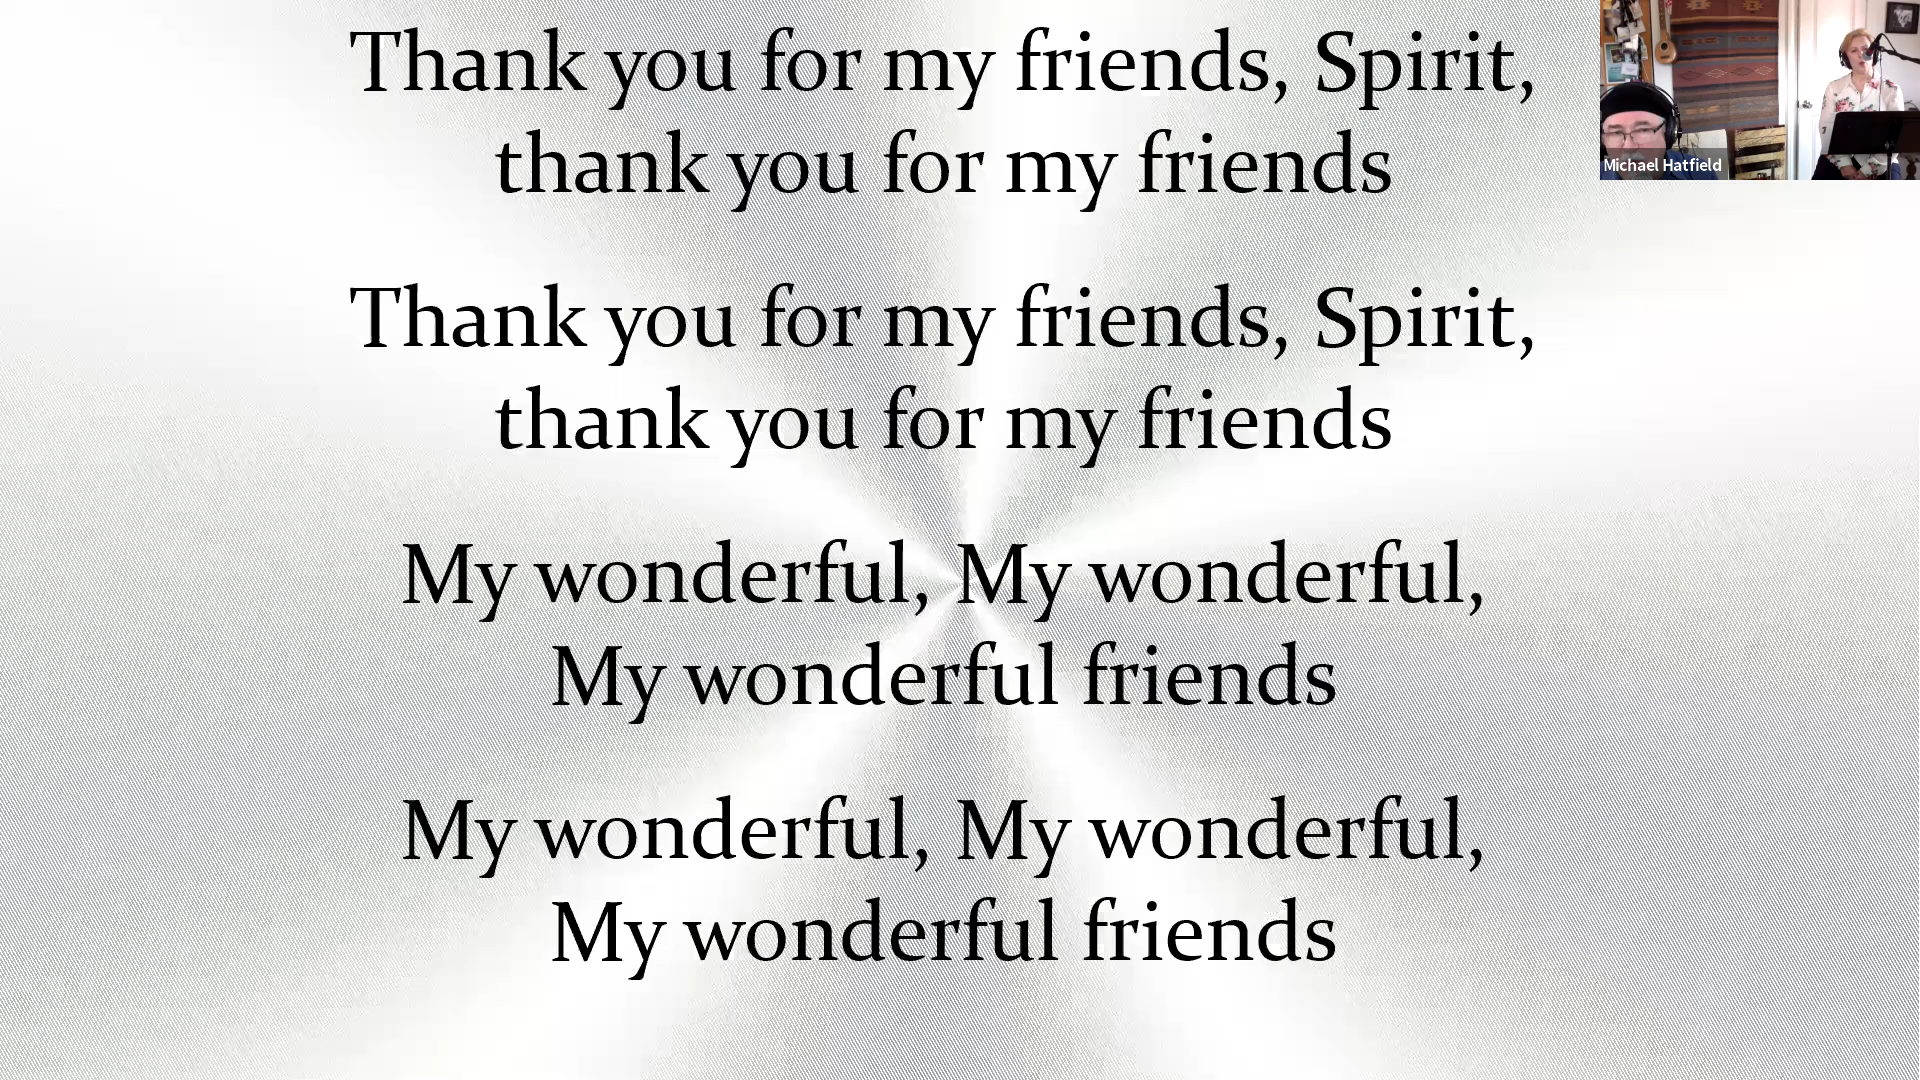 Thank you for my friends, Spirit,
thank you for my friends
Thank you for my friends, Spirit,
thank you for my friends
My wonderful, My wonderful,
My wonderful friends
My wonderful, My wonderful,
My wonderful friends
Michael Hatfield